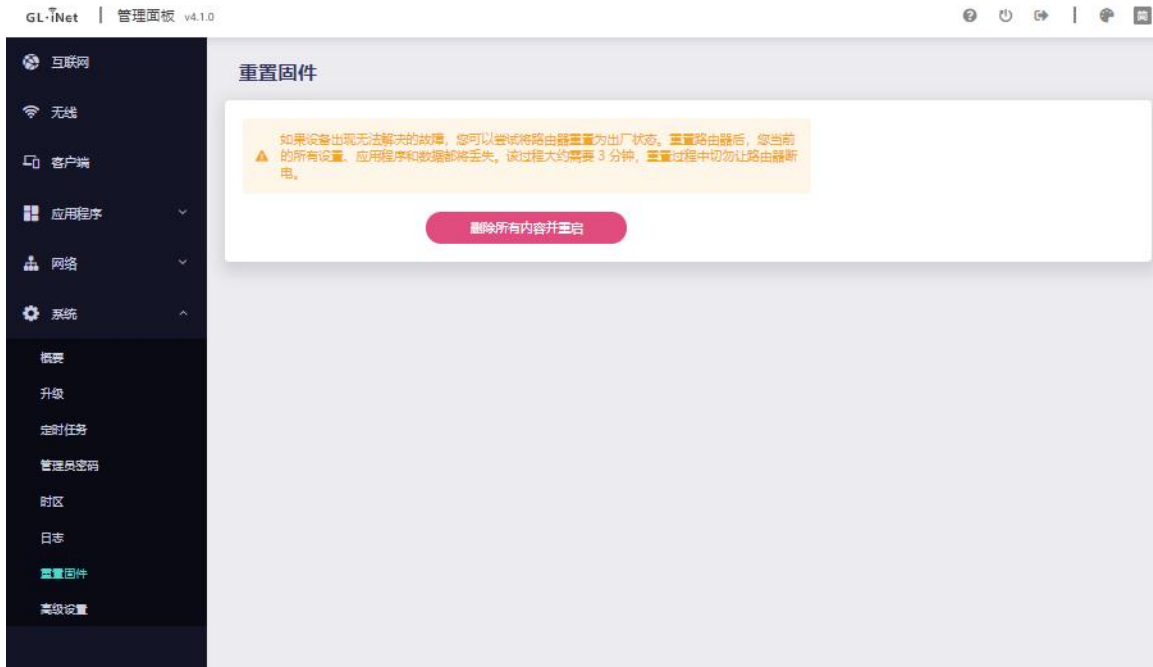 GL·iNet | 管理面板 v4.1.0
简
互联网
无线
客户端
应用程序
网络
系统
概要
升级
定时任务
管理员密码
时区
日志
重置固件
高级设置
重置固件
如果设备出现无法解决的故障，您可以尝试将路由器重置为出厂状态。重置路由器后，您当前
的所有设置、应用程序和数据都将丢失。该过程大约需要 3 分钟，重置过程中切勿让路由器断
电。
删除所有内容并重启